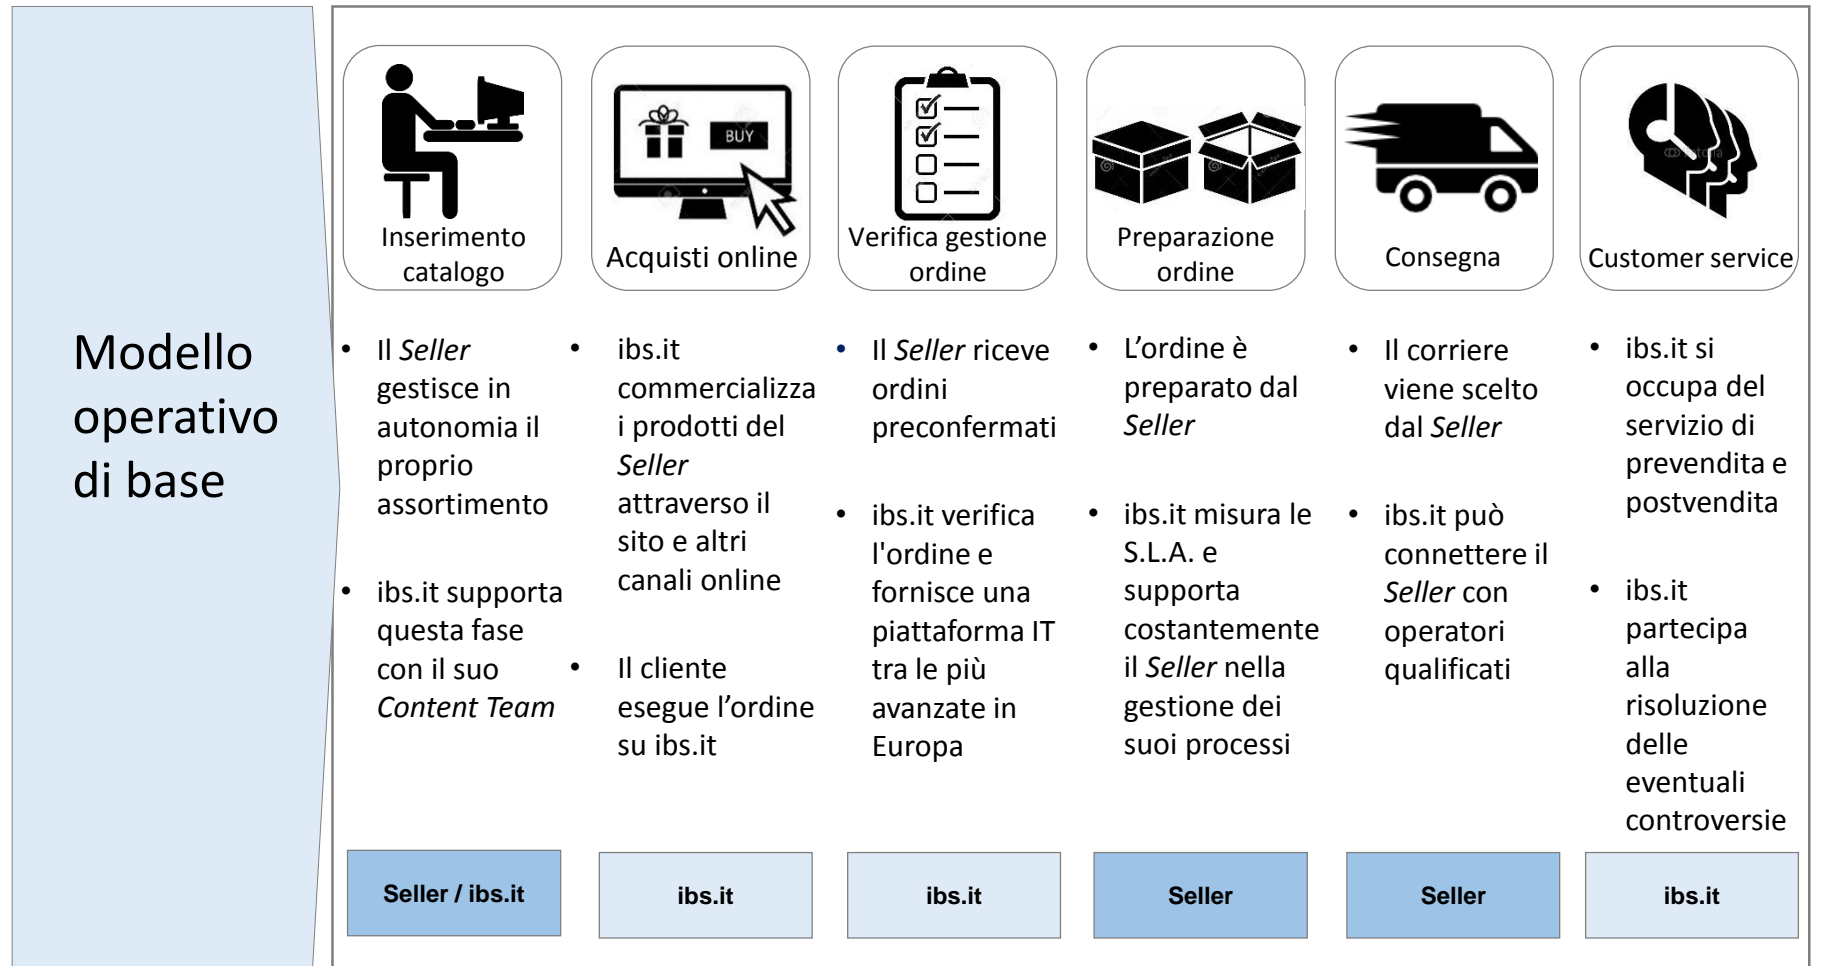 Modello
operativo
di base
Inserimento
catalogo
BUY
Acquisti online
Verifica gestione
ordine
Preparazione
ordine
Consegna
Customer service
• Il Seller
gestisce in
autonomia il
proprio
assortimento
• ibs.it supporta
questa fase
con il suo
Content Team
• ibs.it
commercializza
i prodotti del
Seller
attraverso il
sito e altri
canali online
• Il cliente
esegue l’ordine
su ibs.it
• Il Seller riceve
ordini
preconfermati
• ibs.it verifica
l'ordine e
fornisce una
piattaforma IT
tra le più
avanzate in
Europa
• L’ordine è
preparato dal
Seller
• ibs.it misura le
S.L.A. e
supporta
costantemente
il Seller nella
gestione dei
suoi processi
• Il corriere
viene scelto
dal Seller
• ibs.it può
connettere il
Seller con
operatori
qualificati
• ibs.it si
occupa del
servizio di
prevendita e
postvendita
• ibs.it
partecipa
alla
risoluzione
delle
eventuali
controversie
Seller / ibs.it
ibs.it
ibs.it
Seller
Seller
ibs.it